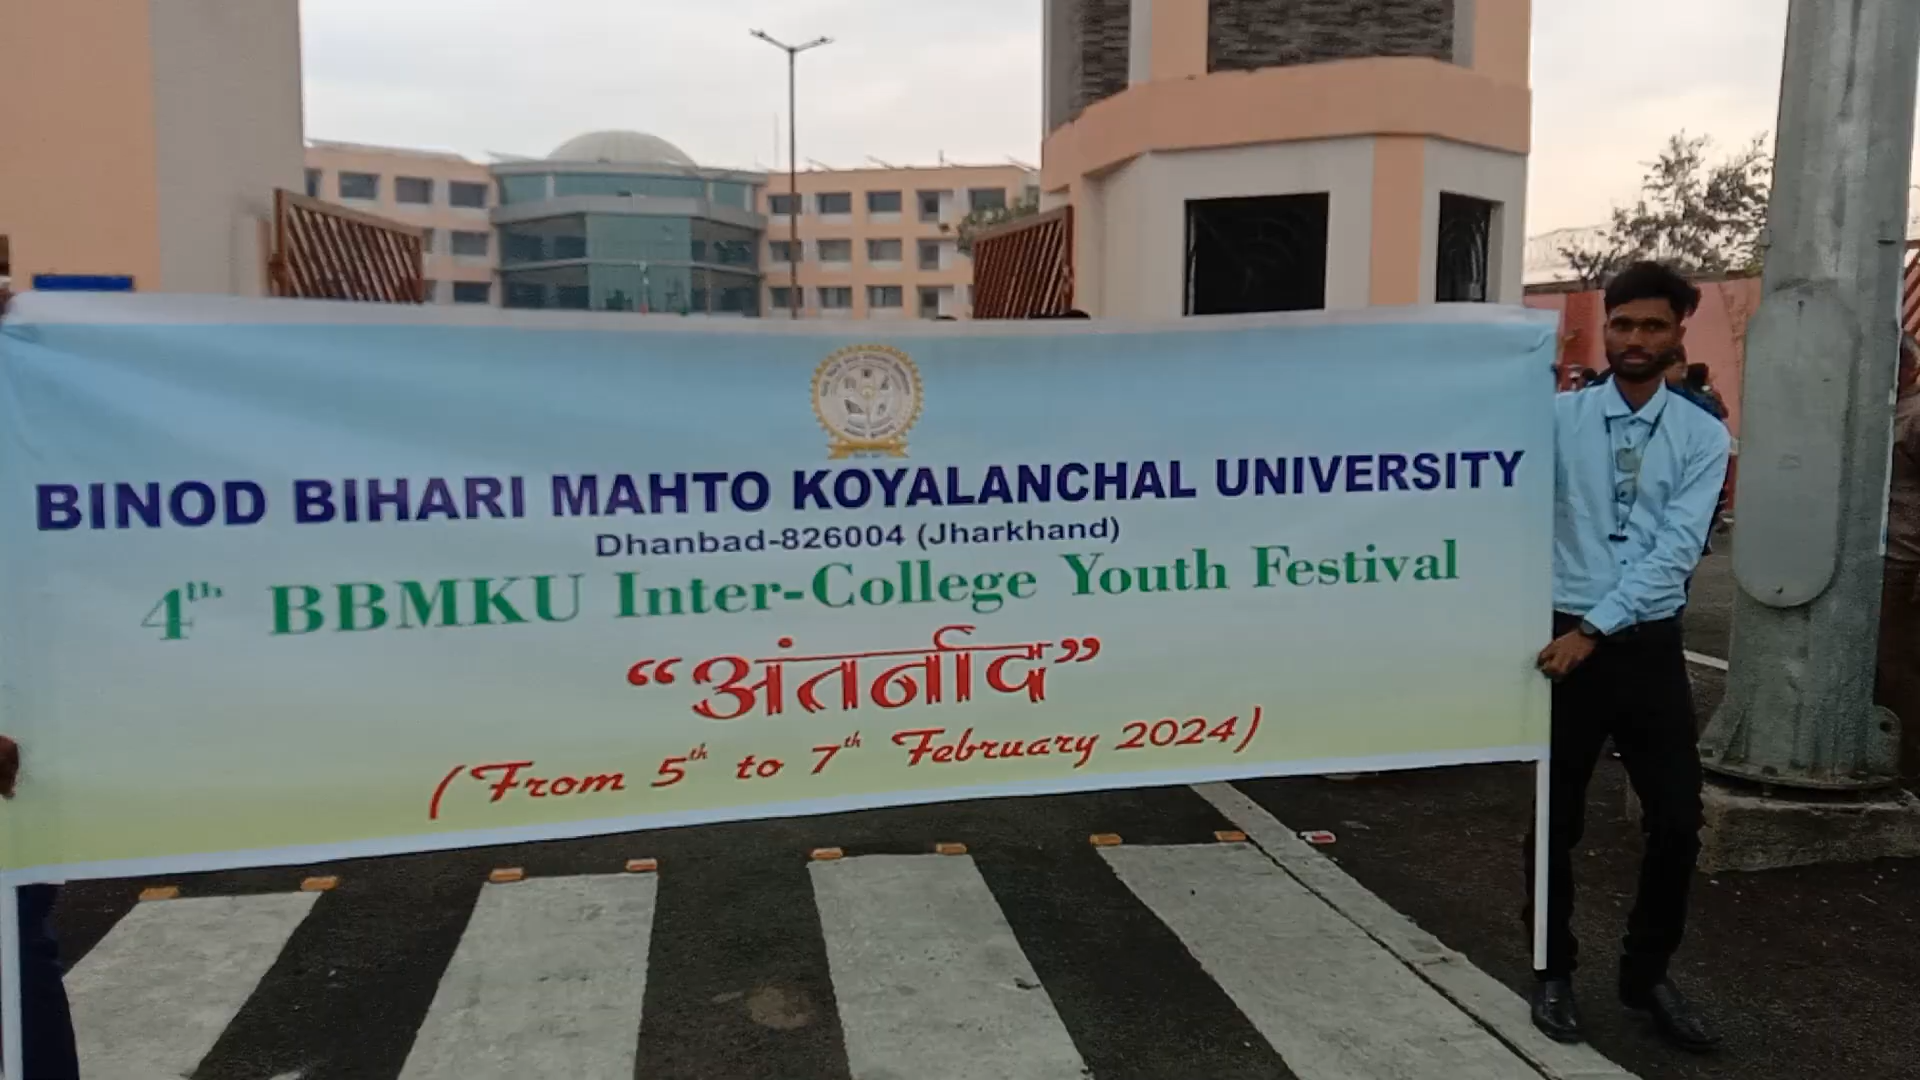 BINOD BIHARI MAHTO KOYALANCHAL UNIVERSITY
Dhanbad-826004 (Jharkhand)
4th BBMKU Inter-College Youth Festival
“अंतर्नाद”
(From 5th to 7th February 2024)